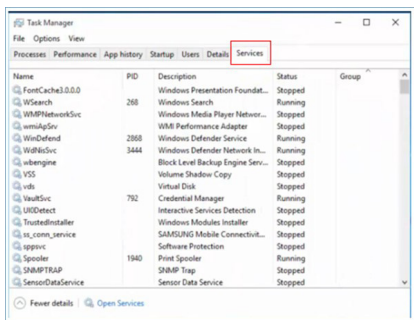 Task Manager
File Options View
Processes Performance App history Startup Users Details Services
Name PID Description Status Group
FontCache3.0.0.0 Windows Presentation Foundat... Stopped
WSearch 268 Windows Search Running
WMPNetworkSvc Windows Media Player Networ... Stopped
wmiApSrv WMI Performance Adapter Stopped
WinDefend 2868 Windows Defender Service Running
WdNisSvc 3444 Windows Defender Network In... Running
wbengine Block Level Backup Engine Serv... Stopped
VSS Volume Shadow Copy Stopped
vds Virtual Disk Stopped
VaultSvc 792 Credential Manager Running
UI0Detect Interactive Services Detection Stopped
TrustedInstaller Windows Modules Installer Stopped
ss_conn_service SAMSUNG Mobile Connectivit... Stopped
sppsvc Software Protection Stopped
Spooler 1940 Print Spooler Running
SNMPTRAP SNMP Trap Stopped
SensorDataService Sensor Data Service Stopped
Fewer details Open Services